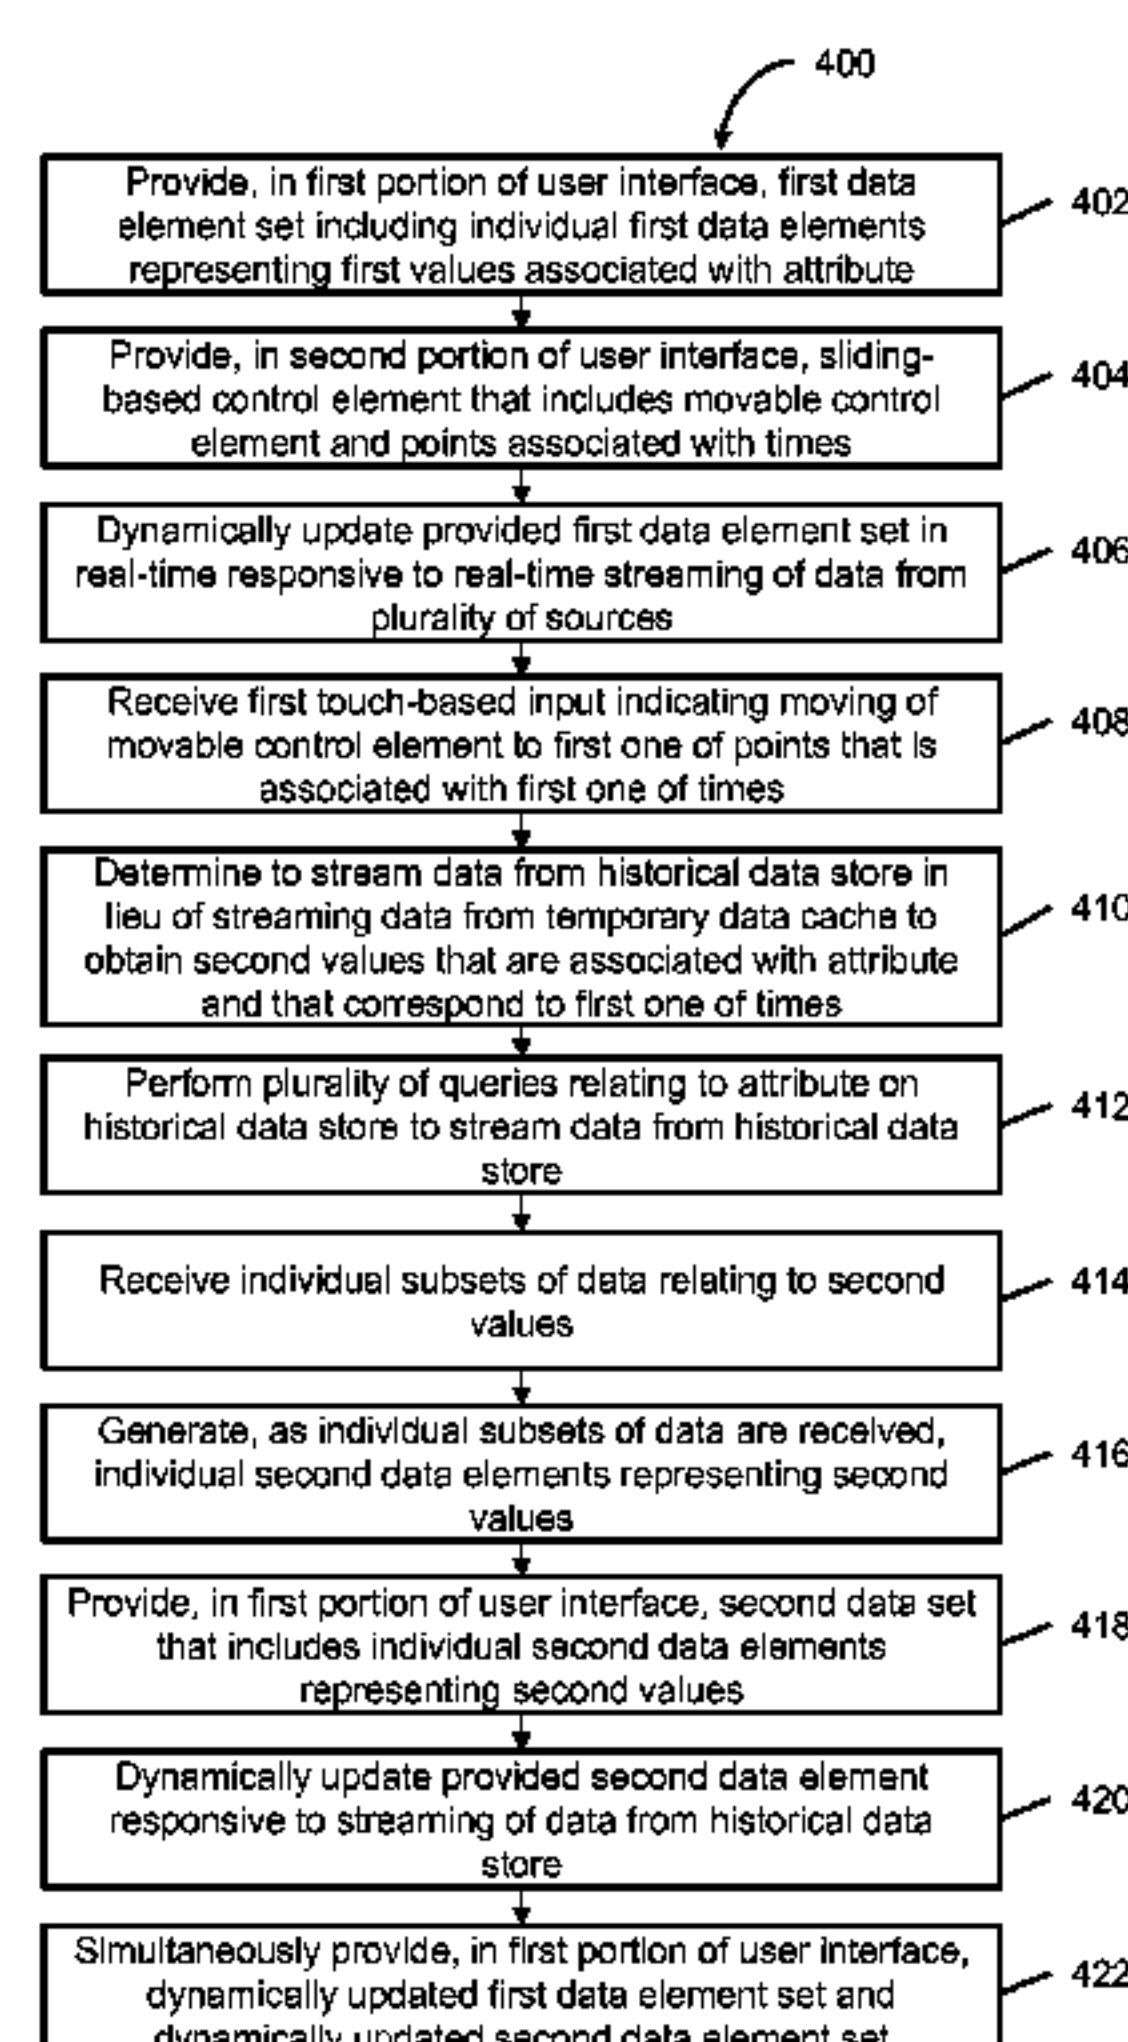 400
Provide, in first portion of user interface, first data
element set including individual first data elements
representing first values associated with attribute
402
Provide, in second portion of user interface, sliding-
based control element that includes movable control
element and points associated with times
404
Dynamically update provided first data element set in
real-time responsive to real-time streaming of data from
plurality of sources
406
Receive first touch-based input indicating moving of
movable control element to first one of points that is
associated with first one of times
408
Determine to stream data from historical data store in
lieu of streaming data from temporary data cache to
obtain second values that are associated with attribute
and that correspond to first one of times
410
Perform plurality of queries relating to attribute on
historical data store to stream data from historical data
store
412
Receive individual subsets of data relating to second
values
414
Generate, as individual subsets of data are received,
individual second data elements representing second
values
416
Provide, in first portion of user interface, second data set
that includes individual second data elements
representing second values
418
Dynamically update provided second data element
responsive to streaming of data from historical data
store
420
Simultaneously provide, in first portion of user interface,
dynamically updated first data element set and
dynamically updated second data element set
422